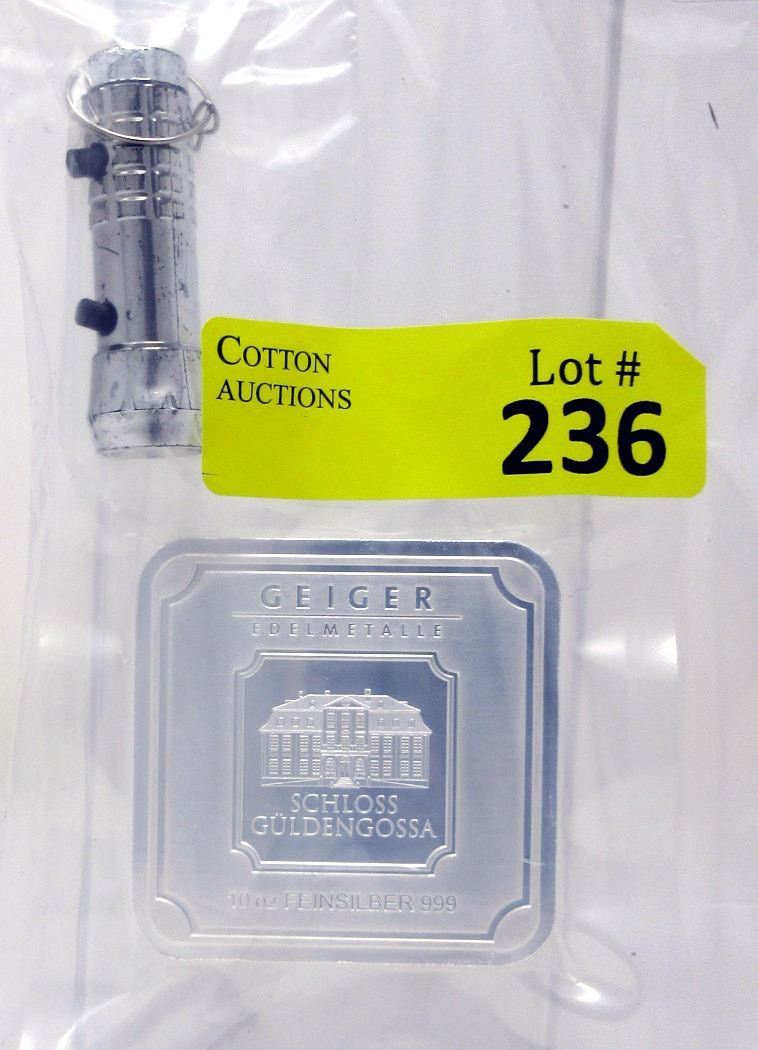 COTTON
AUCTIONS
Lot #
236
GEIGER
EDELMETALLE
SCHLOSS
GÜLDENGOSSA
10 oz FEINSILBER 999